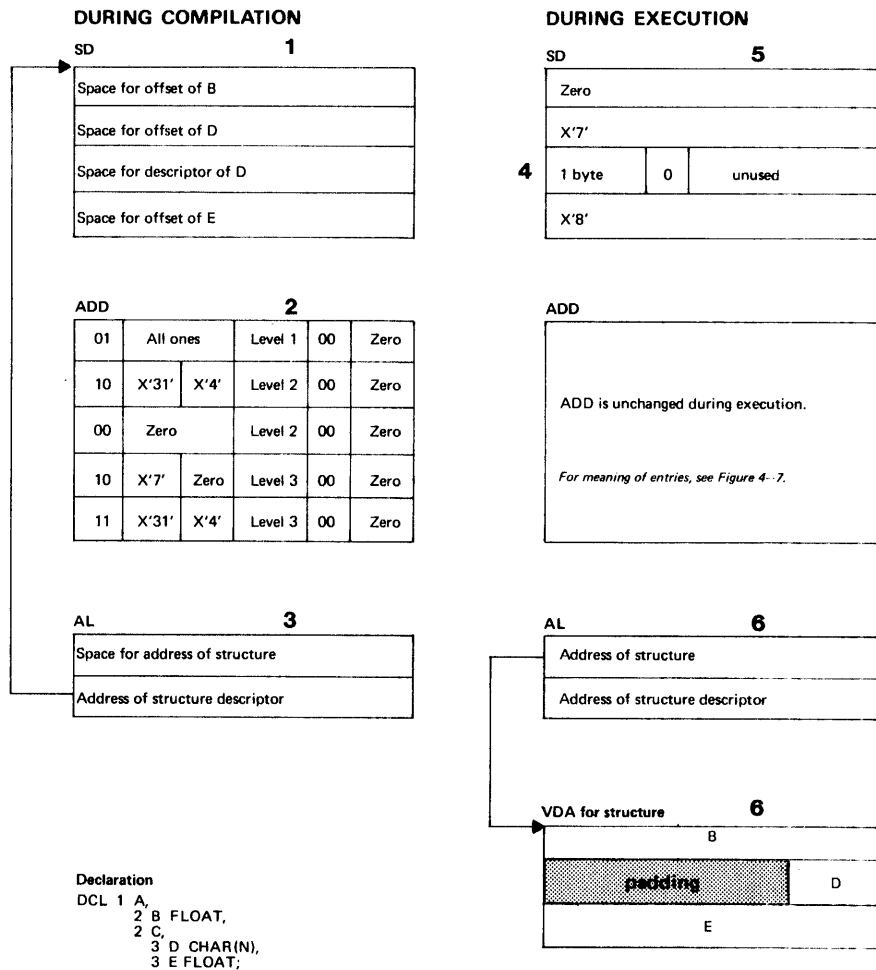 DURING COMPILATION
SD 1
Space for offset of B
Space for offset of D
Space for descriptor of D
Space for offset of E
ADD 2
01 All ones Level 1 00 Zero
10 X'31' X'4' Level 2 00 Zero
00 Zero Level 2 00 Zero
10 X'7' Zero Level 3 00 Zero
11 X'31' X'4' Level 3 00 Zero
AL 3
Space for address of structure
Address of structure descriptor
Declaration
DCL 1 A,
2 B FLOAT,
2 C,
3 D CHAR(N),
3 E FLOAT;
DURING EXECUTION
SD 5
Zero
X'7'
4 1 byte 0 unused
X'8'
ADD
ADD is unchanged during execution.
For meaning of entries, see Figure 4--7.
AL 6
Address of structure
Address of structure descriptor
VDA for structure 6
B
padding D
E